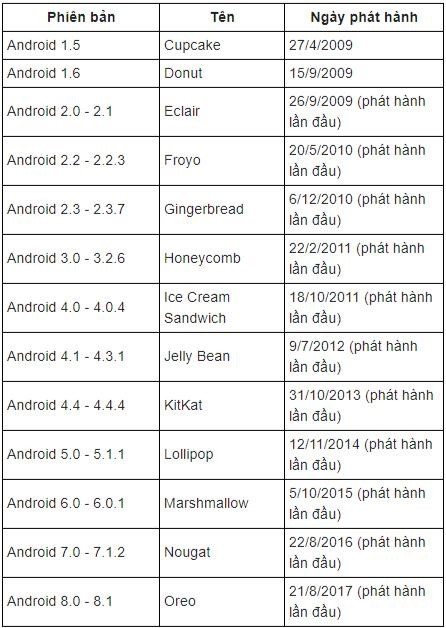 Phiên bản Tên Ngày phát hành
Android 1.5 Cupcake 27/4/2009
Android 1.6 Donut 15/9/2009
Android 2.0 - 2.1 Eclair 26/9/2009 (phát hành
lần đầu)
Android 2.2 - 2.2.3 Froyo 20/5/2010 (phát hành
lần đầu)
Android 2.3 - 2.3.7 Gingerbread 6/12/2010 (phát hành
lần đầu)
Android 3.0 - 3.2.6 Honeycomb 22/2/2011 (phát hành
lần đầu)
Android 4.0 - 4.0.4 Ice Cream 18/10/2011 (phát hành
Sandwich lần đầu)
Android 4.1 - 4.3.1 Jelly Bean 9/7/2012 (phát hành
lần đầu)
Android 4.4 - 4.4.4 KitKat 31/10/2013 (phát hành
lần đầu)
Android 5.0 - 5.1.1 Lollipop 12/11/2014 (phát hành
lần đầu)
Android 6.0 - 6.0.1 Marshmallow 5/10/2015 (phát hành
lần đầu)
Android 7.0 - 7.1.2 Nougat 22/8/2016 (phát hành
lần đầu)
Android 8.0 - 8.1 Oreo 21/8/2017 (phát hành
lần đầu)